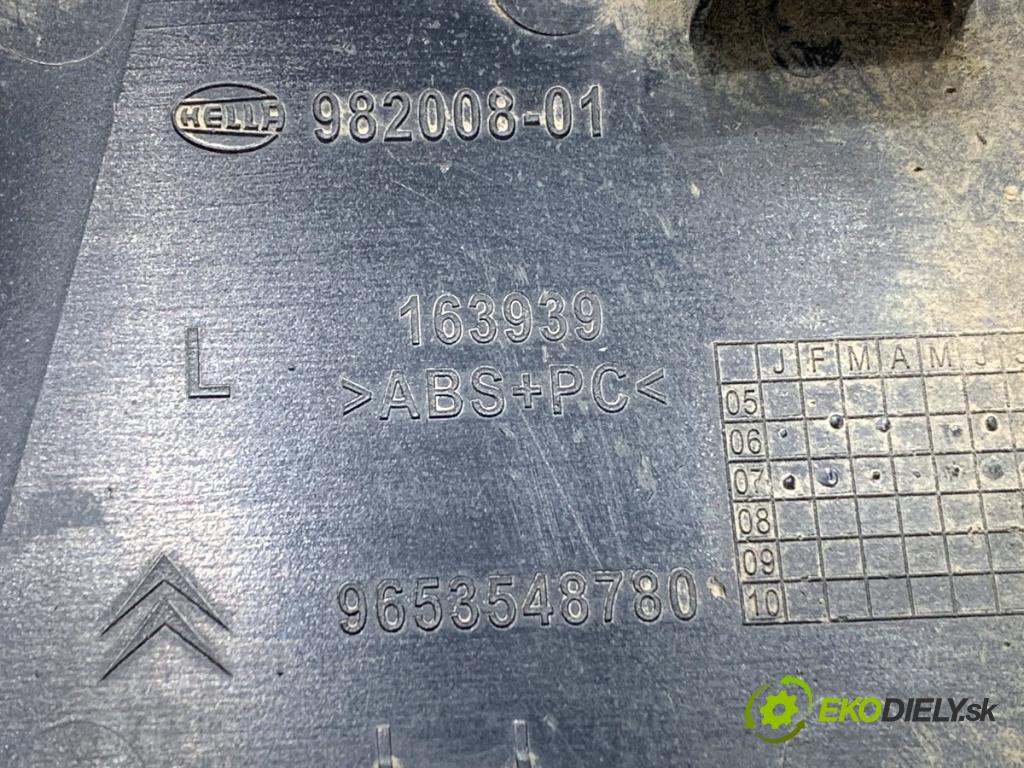 HELLA 982008-01
163939
L >ABS+PC<
J F M A M J J
05
06
07
08
09
10
9653548780
EKODIELY.sk